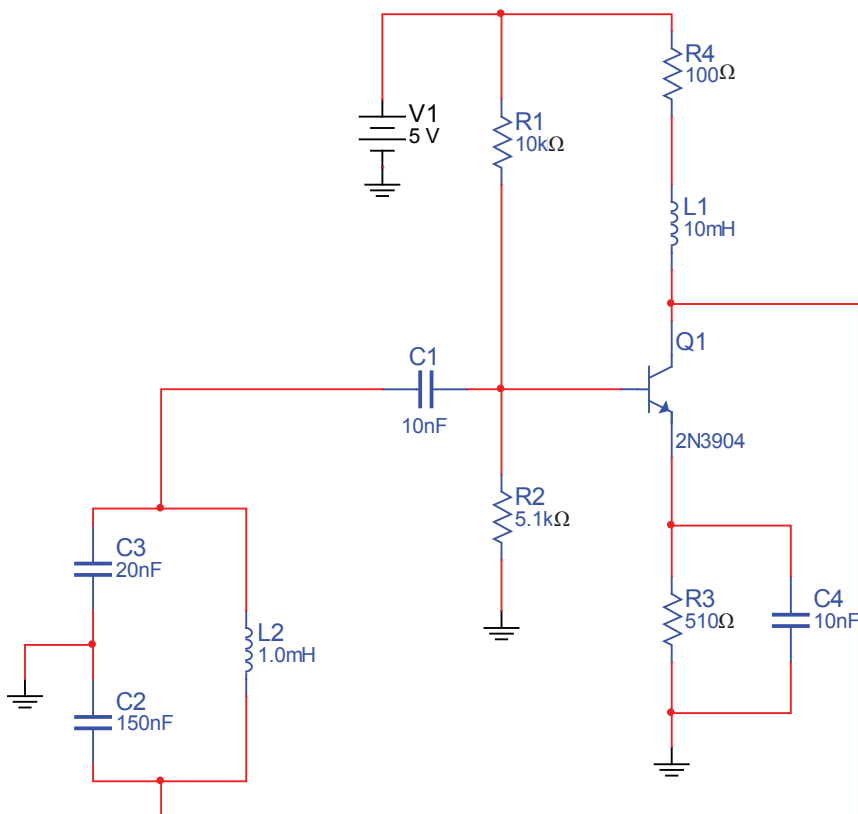 R4
100Ω
V1
5 V
R1
10kΩ
L1
10mH
Q1
C1
10nF
2N3904
R2
5.1kΩ
C3
20nF
R3
510Ω
C4
10nF
L2
1.0mH
C2
150nF